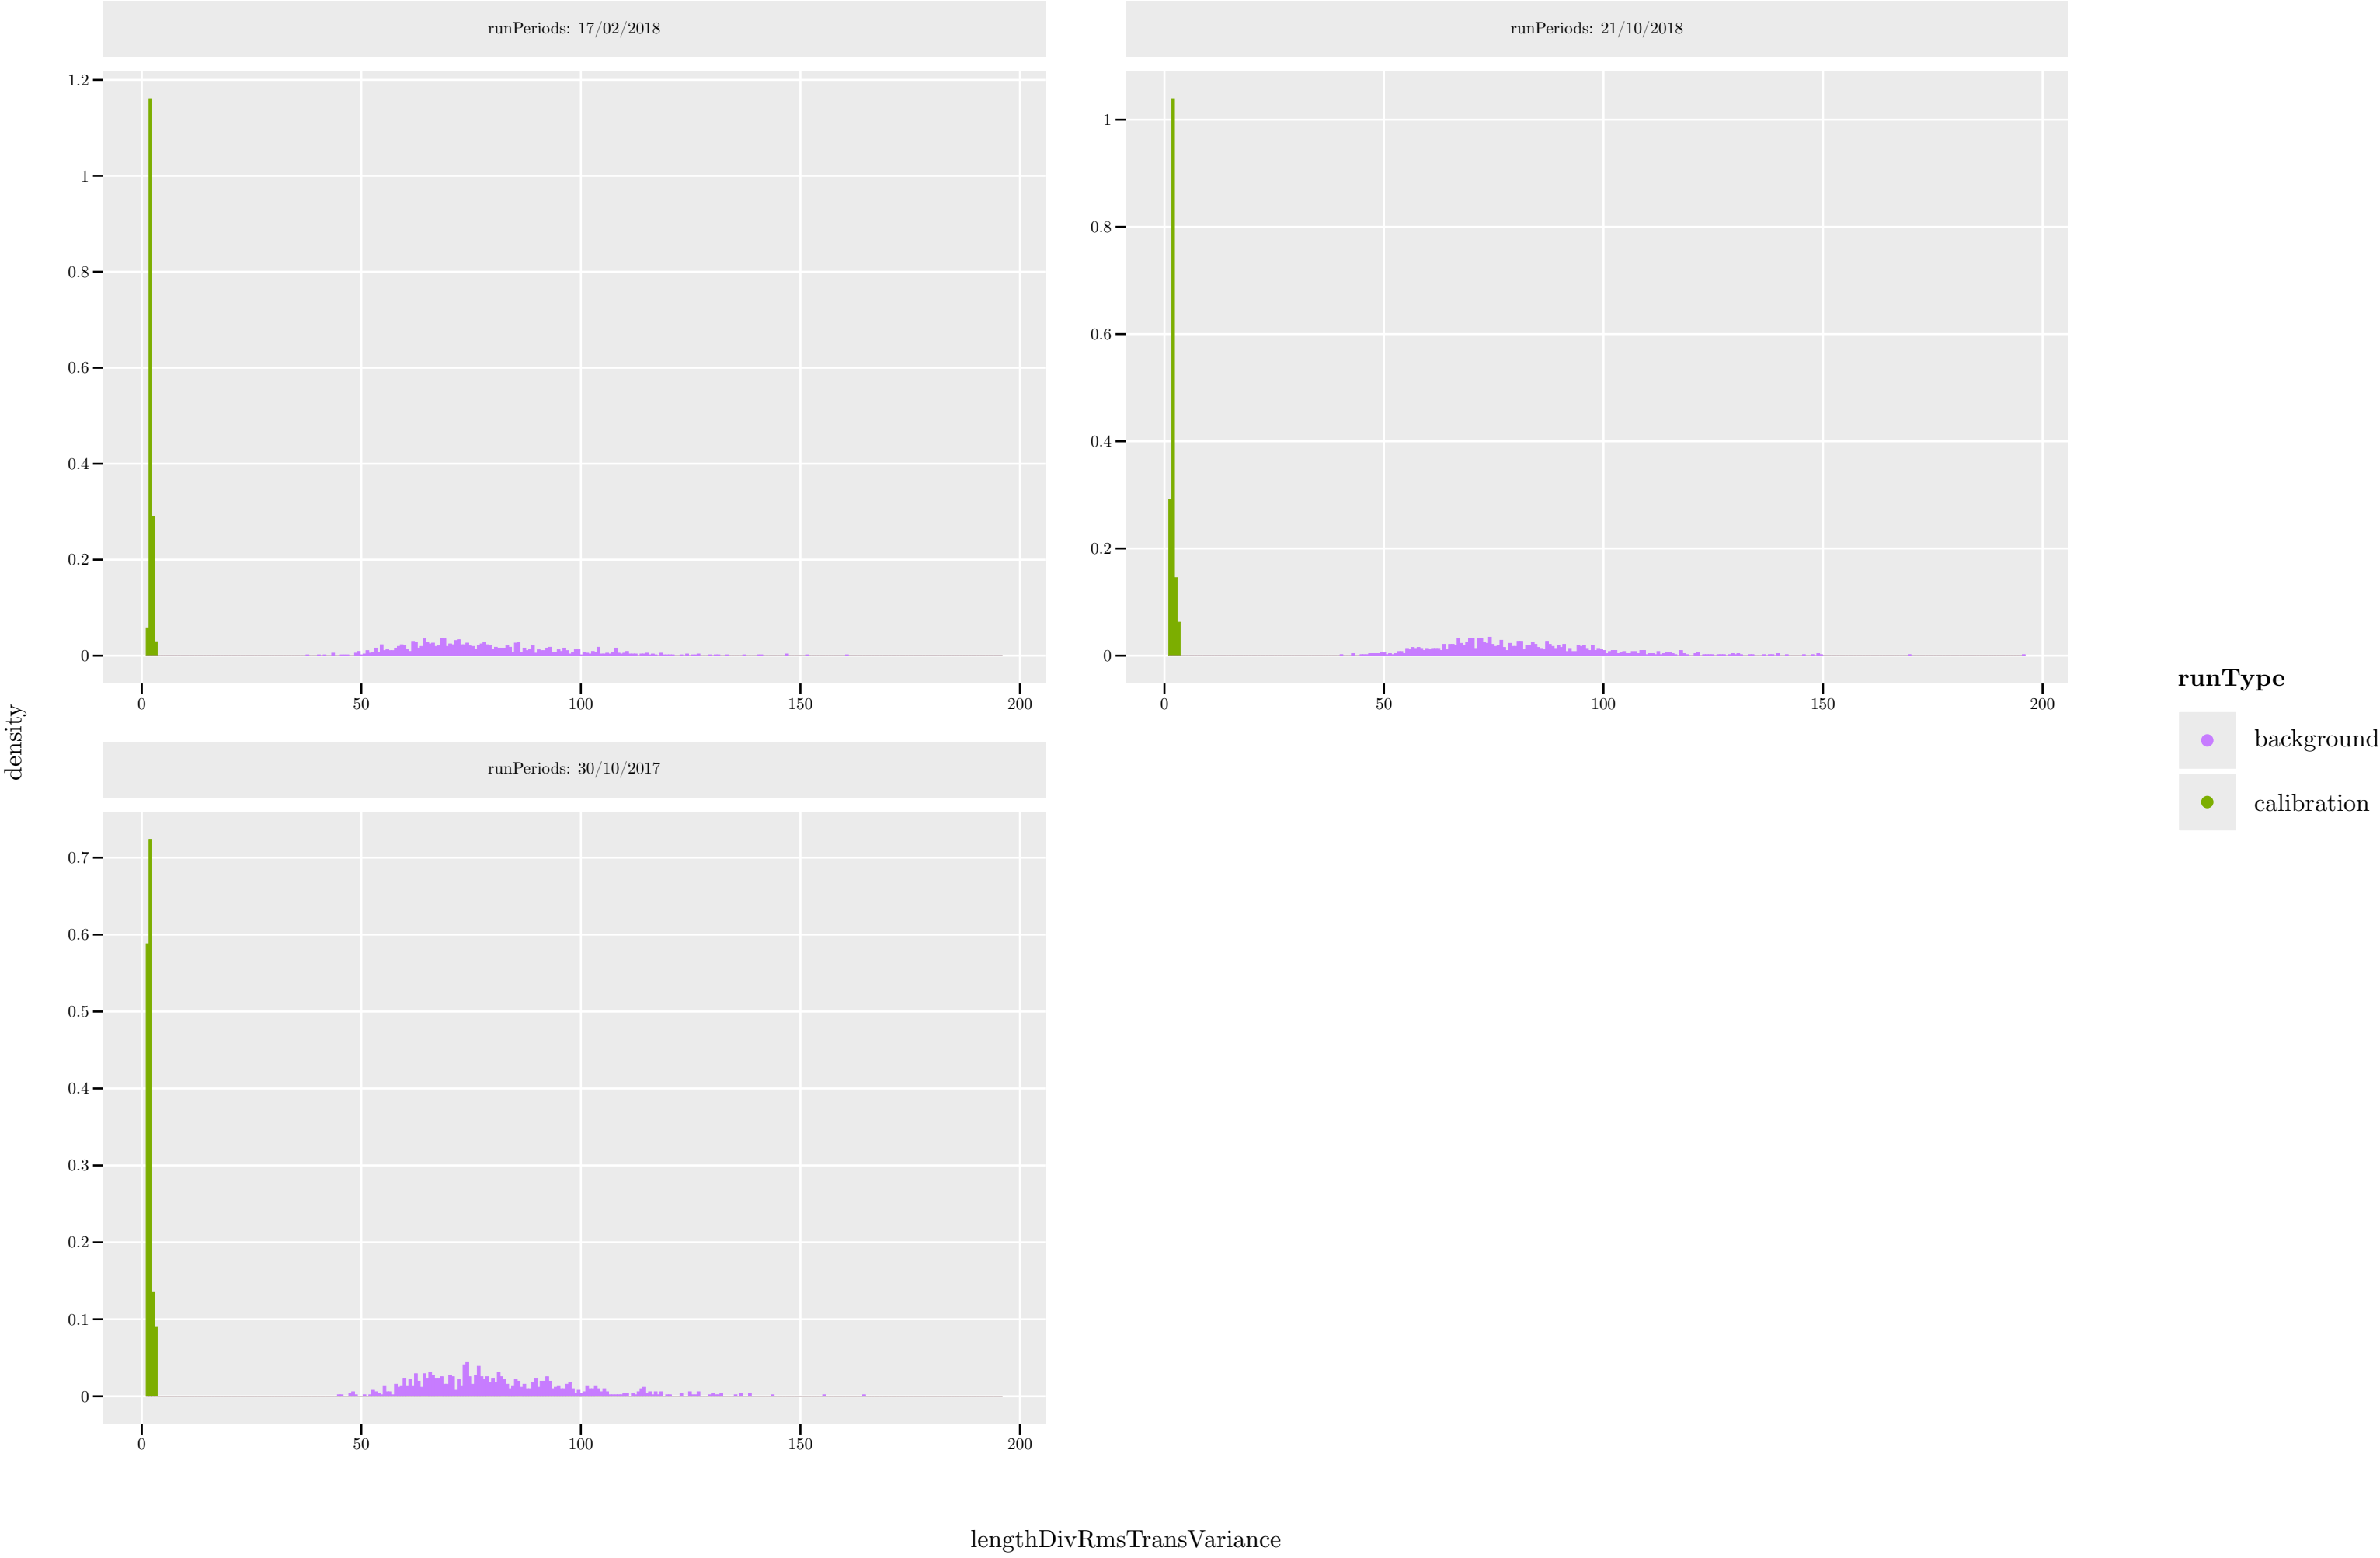 runPeriods: 17/02/2018
1.2
1
0.8
0.6
0.4
0.2
0
0 50 100 150 200
runPeriods: 21/10/2018
1
0.8
0.6
0.4
0.2
0
0 50 100 150 200
runPeriods: 30/10/2017
0.7
0.6
0.5
0.4
0.3
0.2
0.1
0
0 50 100 150 200
density
lengthDivRmsTransVariance
runType
background
calibration